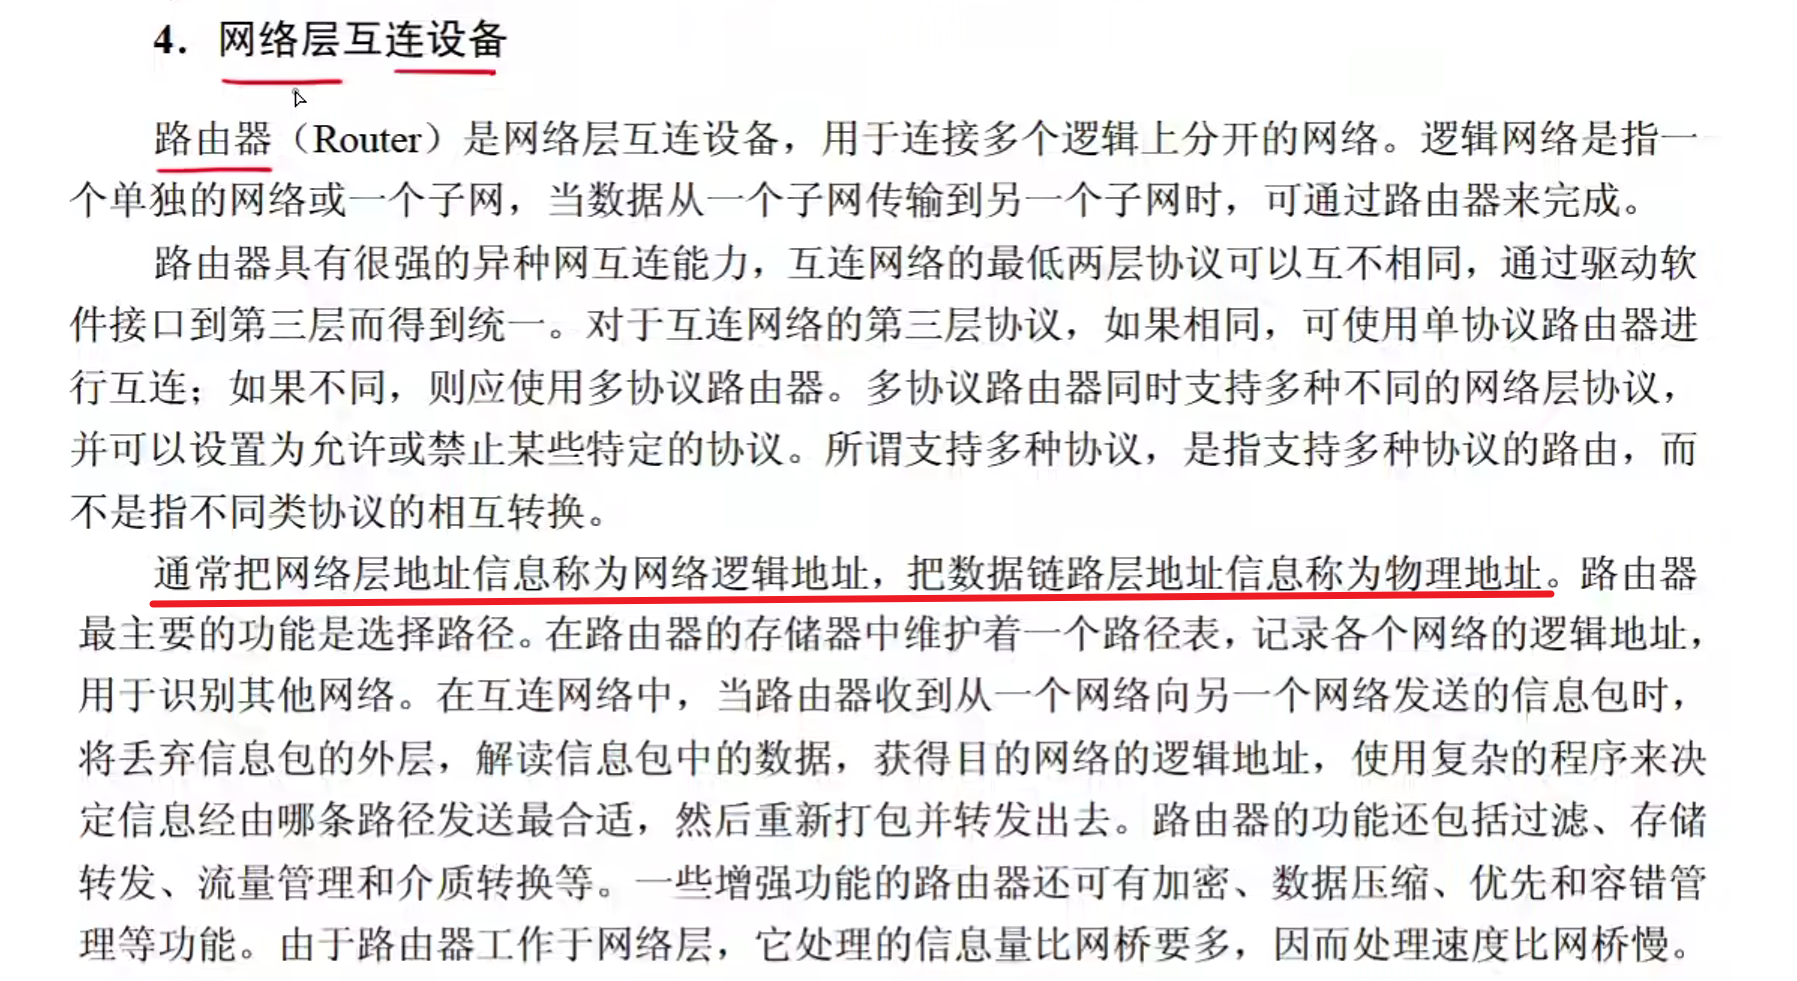 4．网络层互连设备
路由器（Router）是网络层互连设备，用于连接多个逻辑上分开的网络。逻辑网络是指一
个单独的网络或一个子网，当数据从一个子网传输到另一个子网时，可通过路由器来完成。
路由器具有很强的异种网互连能力，互连网络的最低两层协议可以互不相同，通过驱动软
件接口到第三层而得到统一。对于互连网络的第三层协议，如果相同，可使用单协议路由器进
行互连；如果不同，则应使用多协议路由器。多协议路由器同时支持多种不同的网络层协议，
并可以设置为允许或禁止某些特定的协议。所谓支持多种协议，是指支持多种协议的路由，而
不是指不同类协议的相互转换。
通常把网络层地址信息称为网络逻辑地址，把数据链路层地址信息称为物理地址。路由器
最主要的功能是选择路径。在路由器的存储器中维护着一个路径表，记录各个网络的逻辑地址，
用于识别其他网络。在互连网络中，当路由器收到从一个网络向另一个网络发送的信息包时，
将丢弃信息包的外层，解读信息包中的数据，获得目的网络的逻辑地址，使用复杂的程序来决
定信息经由哪条路径发送最合适，然后重新打包并转发出去。路由器的功能还包括过滤、存储
转发、流量管理和介质转换等。一些增强功能的路由器还可有加密、数据压缩、优先和容错管
理等功能。由于路由器工作于网络层，它处理的信息量比网桥要多，因而处理速度比网桥慢。